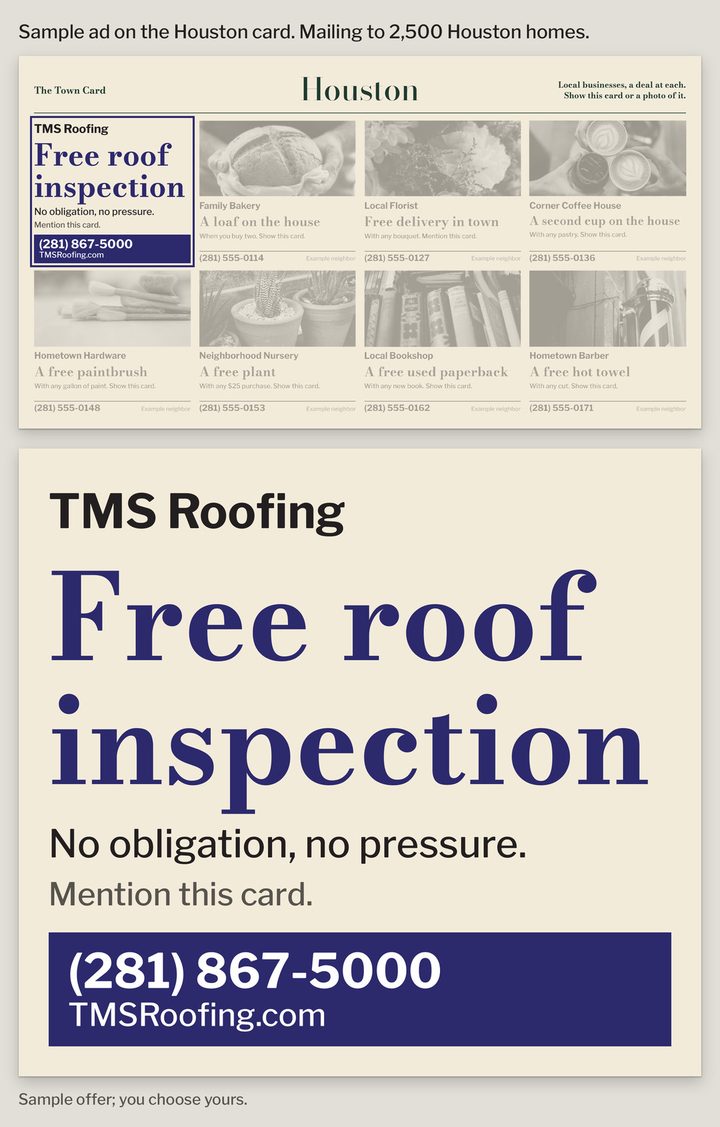 Sample ad on the Houston card. Mailing to 2,500 Houston homes.
The Town Card
Houston
Local businesses, a deal at each.
Show this card or a photo of it.
TMS Roofing
Free roof
inspection
No obligation, no pressure.
Mention this card.
(281) 867-5000
TMSRoofing.com
Family Bakery
A loaf on the house
When you buy two. Show this card.
(281) 555-0114
Example neighbor
Local Florist
Free delivery in town
With any bouquet. Mention this card.
(281) 555-0127
Example neighbor
Corner Coffee House
A second cup on the house
With any pastry. Show this card.
(281) 555-0136
Example neighbor
Hometown Hardware
A free paintbrush
With any gallon of paint. Show this card.
(281) 555-0148
Example neighbor
Neighborhood Nursery
A free plant
With any $25 purchase. Show this card.
(281) 555-0153
Example neighbor
Local Bookshop
A free used paperback
With any new book. Show this card.
(281) 555-0162
Example neighbor
Hometown Barber
A free hot towel
With any cut. Show this card.
(281) 555-0171
Example neighbor
TMS Roofing
Free roof
inspection
No obligation, no pressure.
Mention this card.
(281) 867-5000
TMSRoofing.com
Sample offer; you choose yours.